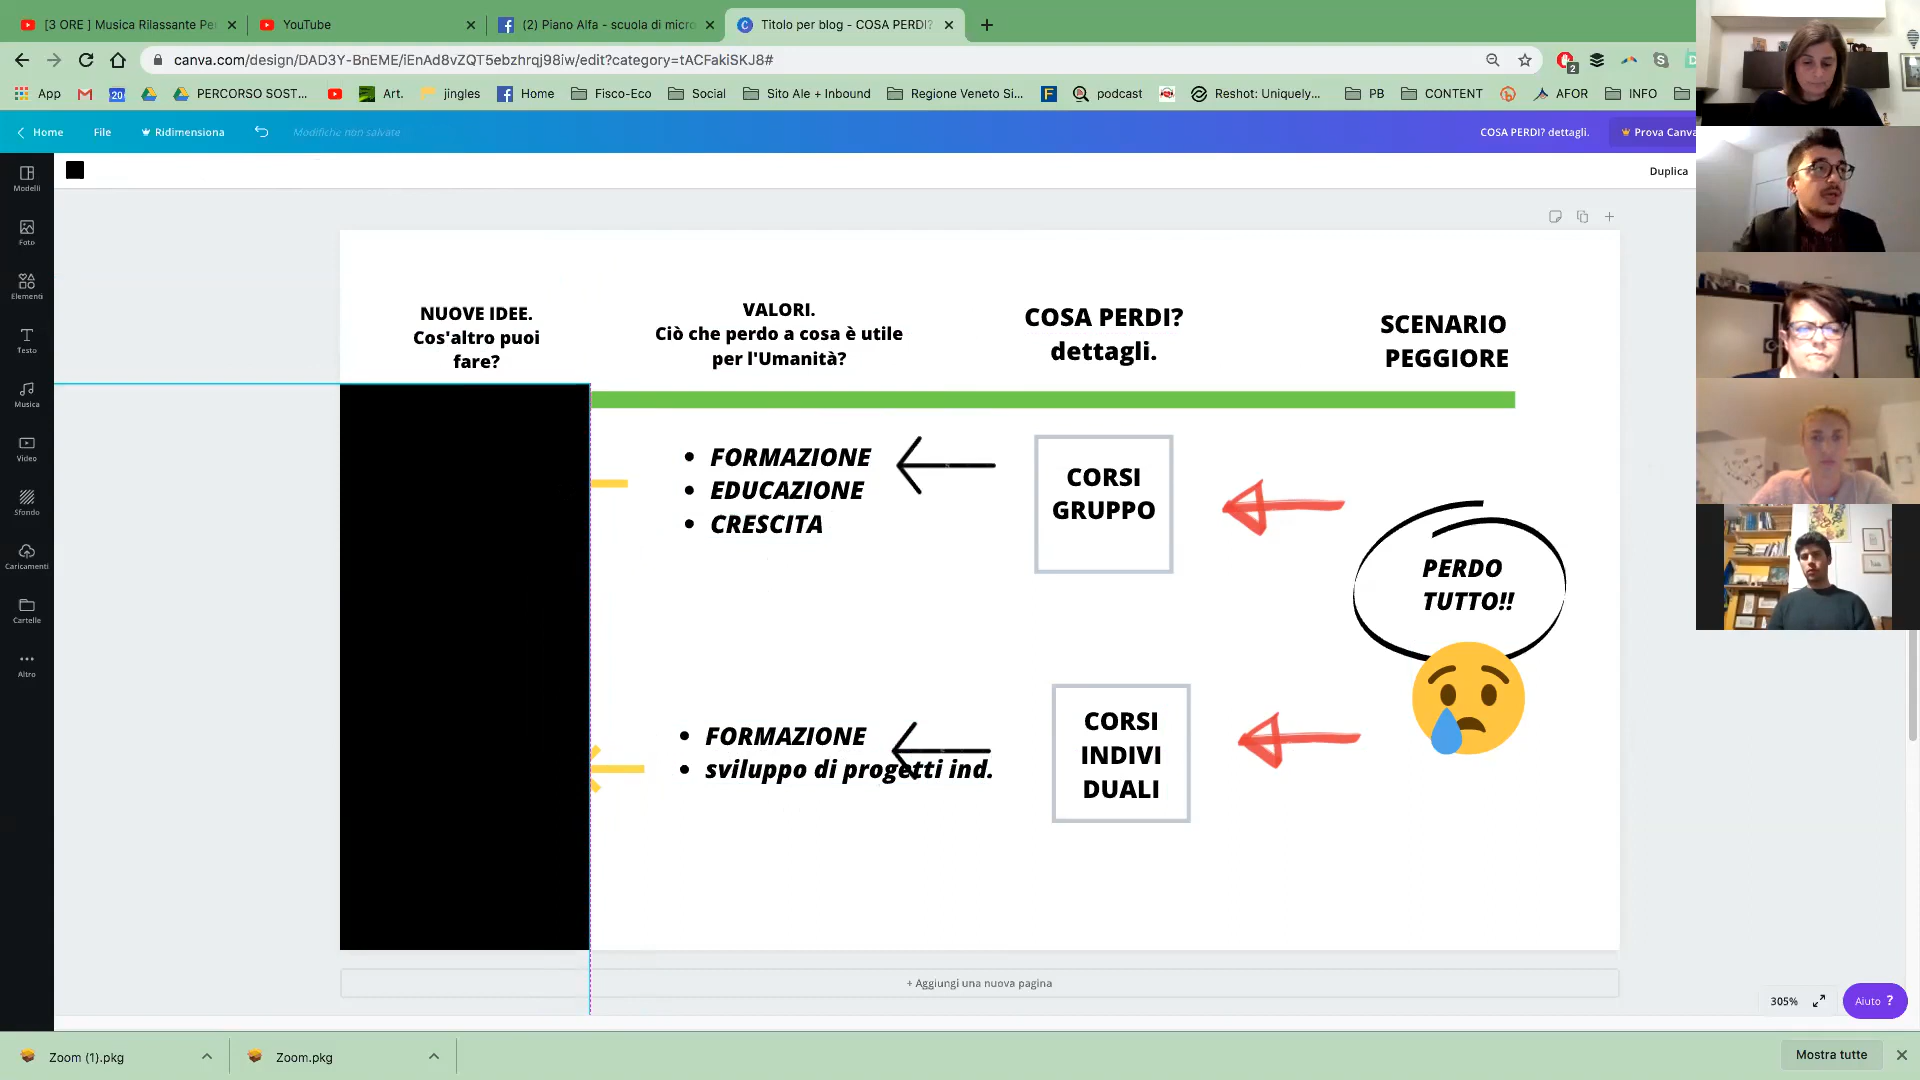 [3 ORE ] Musica Rilassante Pe
YouTube
(2) Piano Alfa - scuola di micro
Titolo per blog - COSA PERDI?
canva.com/design/DAD3Y-BnEME/iEnAd8vZQT5ebzhrqj98iw/edit?category=tACFakiSKJ8#
2
App
20
PERCORSO SOST...
Art.
jingles
Home
Fisco-Eco
Social
Sito Ale + Inbound
Regione Veneto Si...
podcast
Reshot: Uniquely...
PB
CONTENT
AFOR
INFO
Home
File
Ridimensiona
Modifiche non salvate
COSA PERDI? dettagli.
Prova Canva
Duplica
Modelli
Foto
Elementi
Testo
Musica
Video
Sfondo
Caricamenti
Cartelle
Altro
NUOVE IDEE.
Cos'altro puoi
fare?
VALORI.
Ciò che perdo a cosa è utile
per l'Umanità?
COSA PERDI?
dettagli.
SCENARIO
PEGGIORE
• FORMAZIONE
• EDUCAZIONE
• CRESCITA
CORSI
GRUPPO
PERDO
TUTTO!!
• FORMAZIONE
• sviluppo di progetti ind.
CORSI
INDIVI
DUALI
+ Aggiungi una nuova pagina
305%
Aiuto ?
Zoom (1).pkg
Zoom.pkg
Mostra tutte